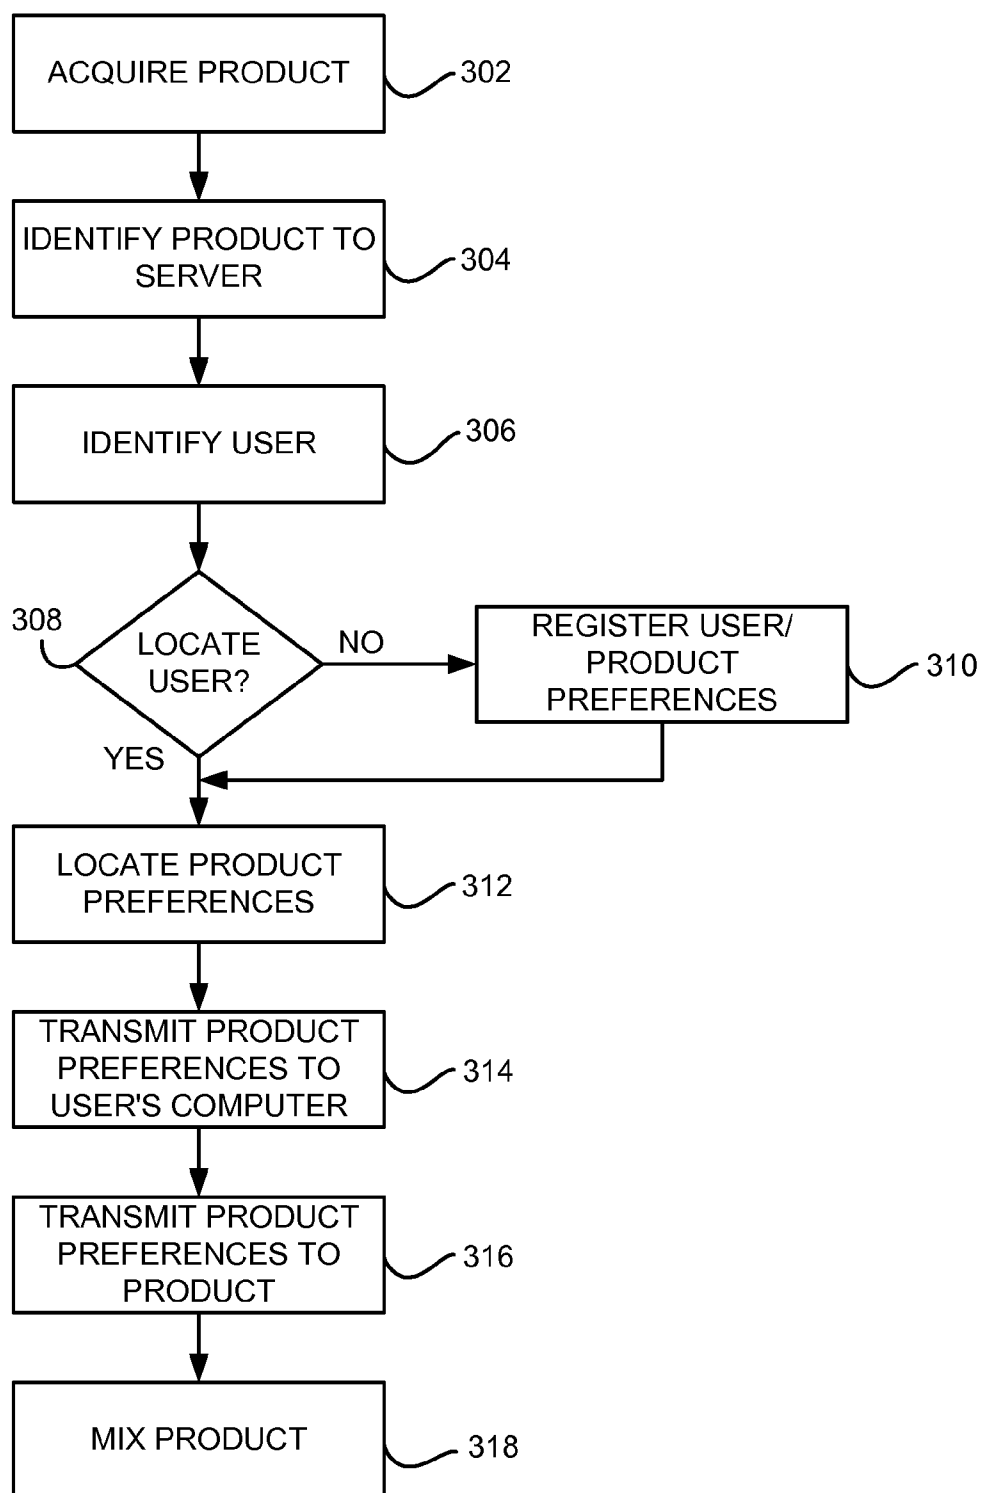 ACQUIRE PRODUCT
302
IDENTIFY PRODUCT TO
SERVER
304
IDENTIFY USER
306
308
LOCATE
USER?
NO
REGISTER USER/
PRODUCT
PREFERENCES
310
YES
LOCATE PRODUCT
PREFERENCES
312
TRANSMIT PRODUCT
PREFERENCES TO
USER'S COMPUTER
314
TRANSMIT PRODUCT
PREFERENCES TO
PRODUCT
316
MIX PRODUCT
318